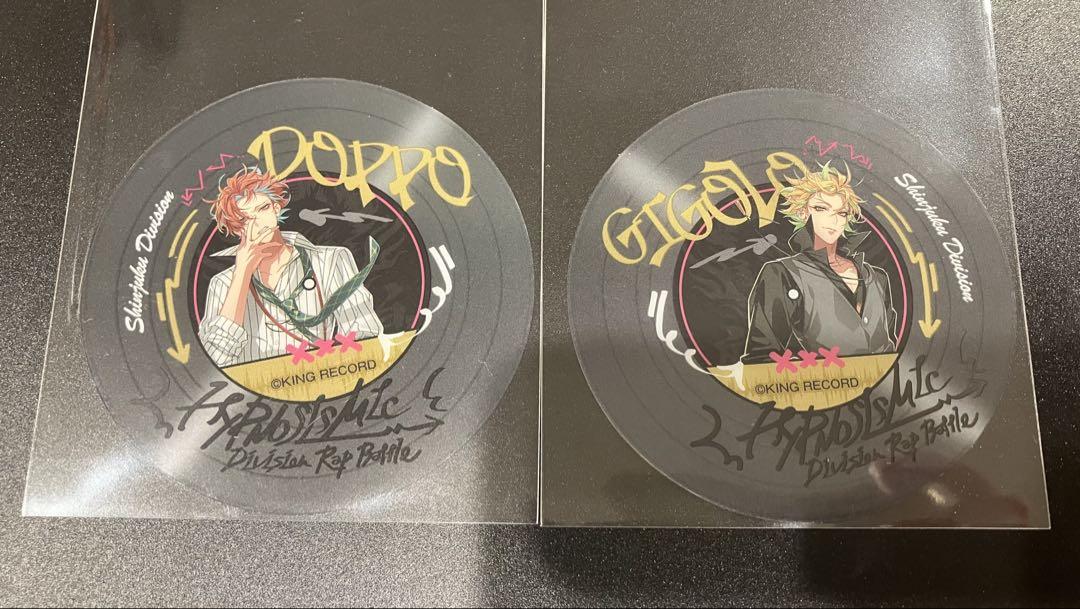 DOPPO
Shinjuku Division
©KING RECORD
HYPNOSISMIC
Division Rap Battle
GIGOLO
Shinjuku Division
©KING RECORD
HYPNOSISMIC
Division Rap Battle